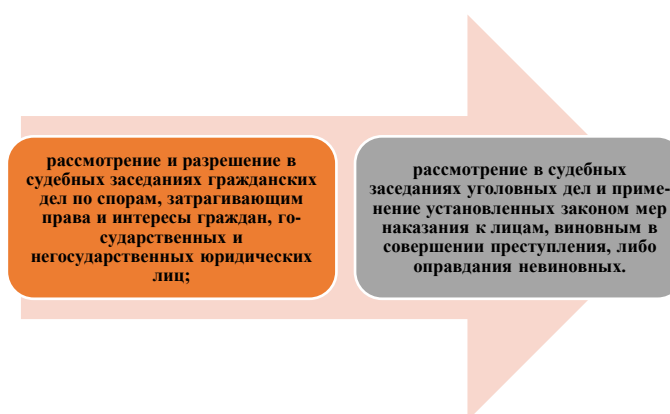 рассмотрение и разрешение в
судебных заседаниях гражданских
дел по спорам, затрагивающим
права и интересы граждан, го-
сударственных и
негосударственных юридических
лиц;
рассмотрение в судебных
заседаниях уголовных дел и приме-
нение установленных законом мер
наказания к лицам, виновным в
совершении преступления, либо
оправдания невиновных.